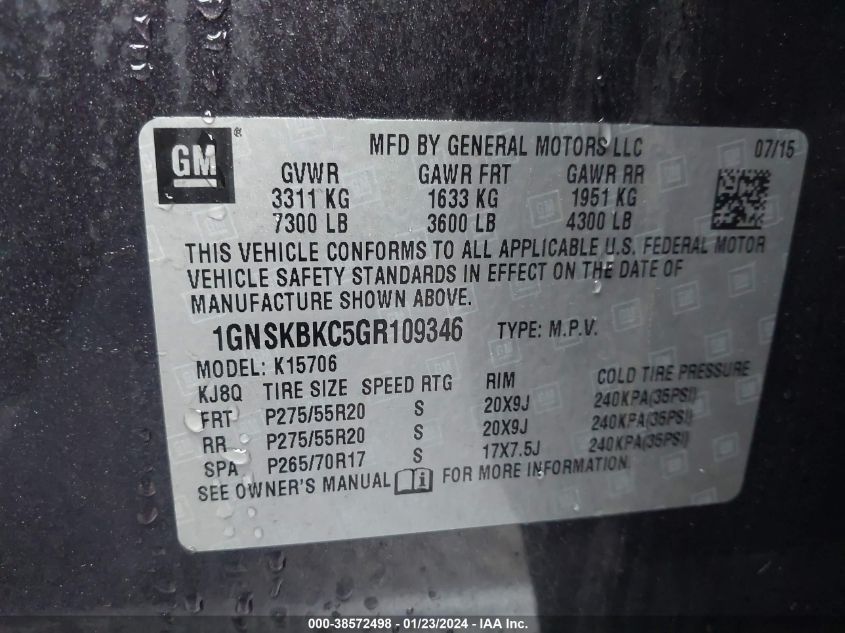 GM ® MFD BY GENERAL MOTORS LLC 07/15
GVWR GAWR FRT GAWR RR
3311 KG 1633 KG 1951 KG
7300 LB 3600 LB 4300 LB
THIS VEHICLE CONFORMS TO ALL APPLICABLE U.S. FEDERAL MOTOR
VEHICLE SAFETY STANDARDS IN EFFECT ON THE DATE OF
MANUFACTURE SHOWN ABOVE.
1GNSKBKC5GR109346 TYPE: M.P.V.
MODEL: K15706
KJ8Q TIRE SIZE SPEED RTG RIM COLD TIRE PRESSURE
FRT P275/55R20 S 20X9J 240KPA(35PSI)
RR P275/55R20 S 20X9J 240KPA(35PSI)
SPA P265/70R17 S 17X7.5J 240KPA(35PSI)
SEE OWNER'S MANUAL i FOR MORE INFORMATION.
000-38572498 - 01/23/2024 - IAA Inc.